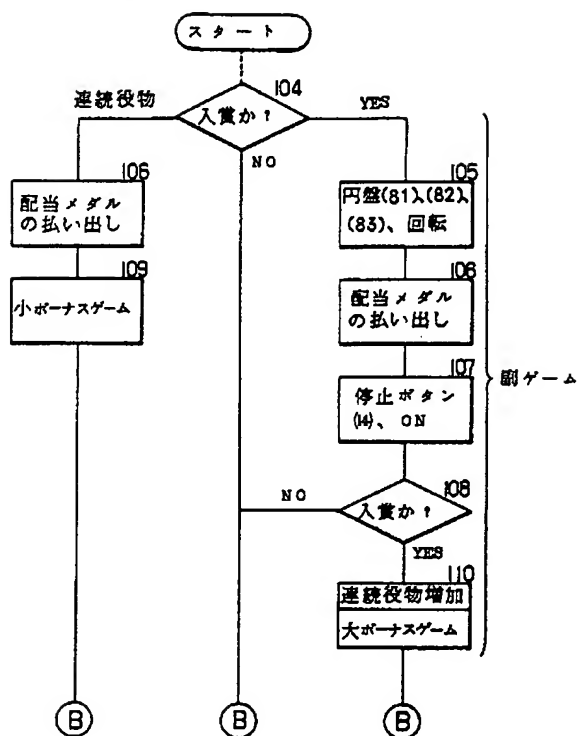 スタート
104
連続役物
入賞か?
YES
NO
106
配当メダル
の払い出し
109
小ボーナスゲーム
105
円盤(81)、(82)、
(83)、回転
106
配当メダル
の払い出し
107
停止ボタン
(14)、ON
副ゲーム
108
NO
入賞か?
YES
110
連続役物増加
大ボーナスゲーム
B
B
B